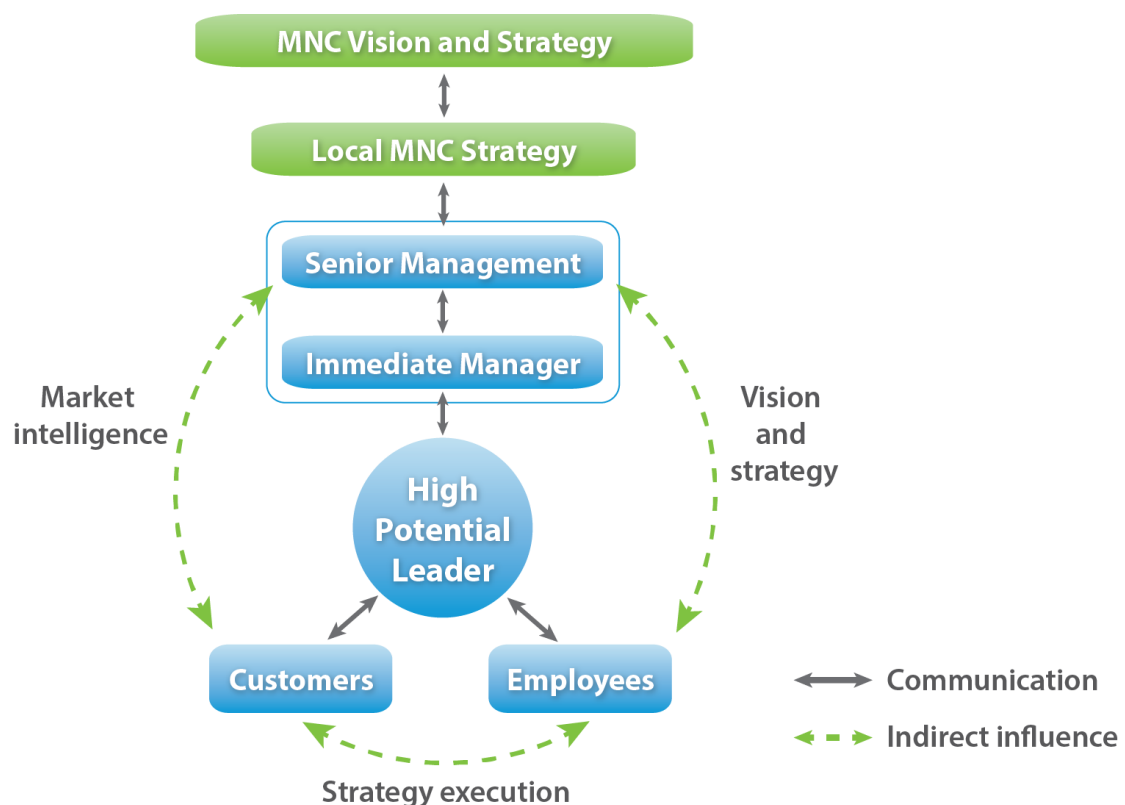 MNC Vision and Strategy
Local MNC Strategy
Senior Management
Immediate Manager
Market
intelligence
Vision
and
strategy
High
Potential
Leader
Customers
Employees
Communication
Indirect influence
Strategy execution